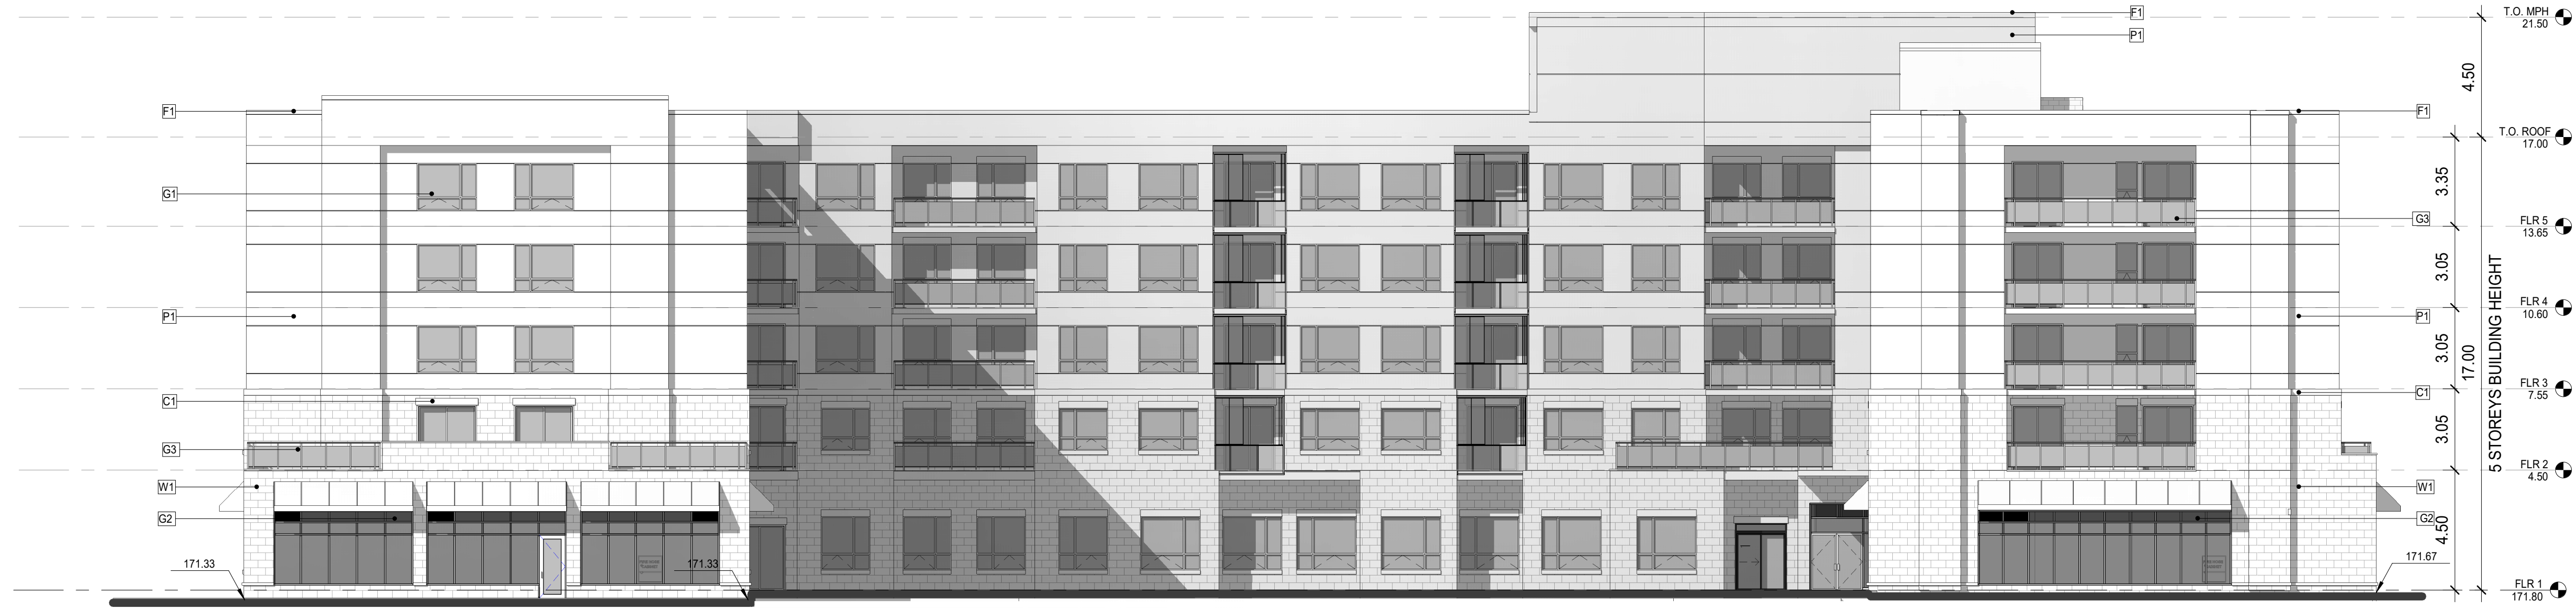 F1
T.O. MPH
21.50
P1
4.50
F1
F1
T.O. ROOF
17.00
G1
3.35
G3
FLR 5
13.65
3.05
FLR 4
10.60
P1
P1
3.05
17.00
5 STOREYS BUILDING HEIGHT
FLR 3
7.55
C1
C1
3.05
G3
FLR 2
4.50
W1
W1
G2
G2
4.50
171.33
171.33
171.67
FLR 1
171.80